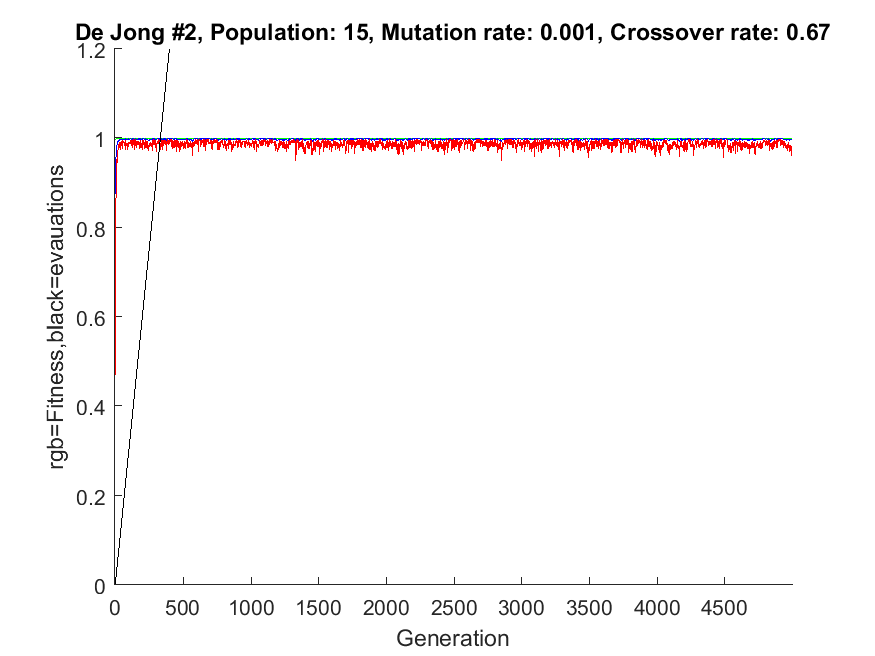 De Jong #2, Population: 15, Mutation rate: 0.001, Crossover rate: 0.67
1.2
1
0.8
0.6
0.4
0.2
0
rgb=Fitness,black=evauations
0 500 1000 1500 2000 2500 3000 3500 4000 4500
Generation